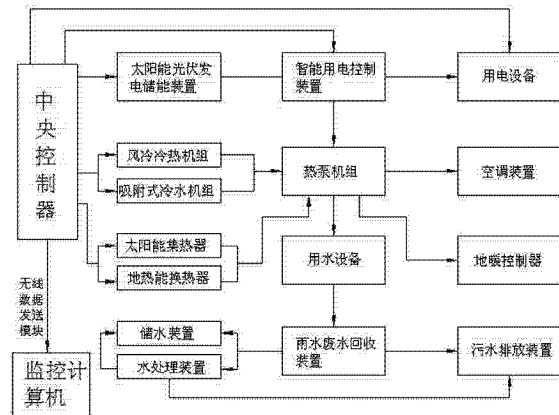 太阳能光伏发
电储能装置
智能用电控制
装置
用电设备
中
央
控
制
器
风冷冷热机组
吸附式冷水机组
热泵机组
空调装置
太阳能集热器
地热能换热器
用水设备
地暖控制器
无线
数据
发送
模块
储水装置
水处理装置
雨水废水回收
装置
污水排放装置
监控计
算机